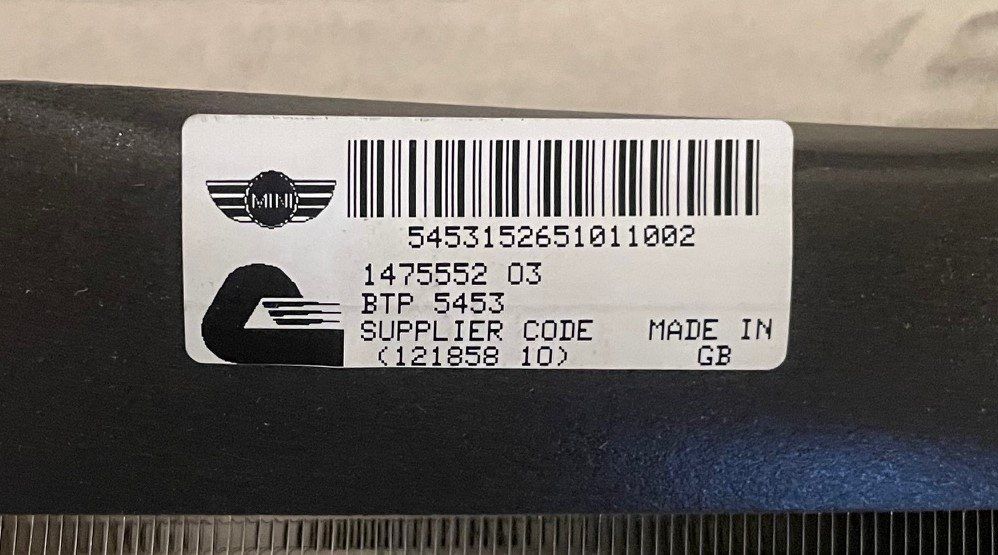 MINI
5453152651011002
1475552 03
BTP 5453
SUPPLIER CODE MADE IN
(121858 10) GB